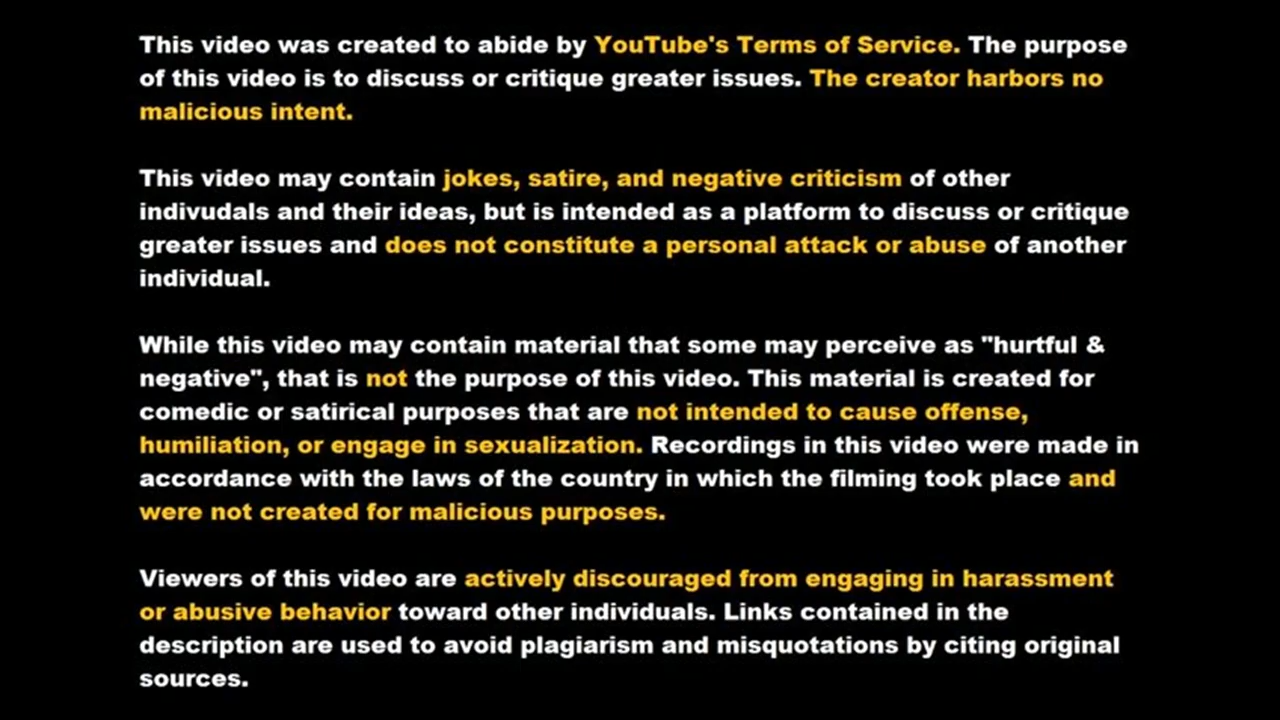 This video was created to abide by YouTube's Terms of Service. The purpose
of this video is to discuss or critique greater issues. The creator harbors no
malicious intent.
This video may contain jokes, satire, and negative criticism of other
indivudals and their ideas, but is intended as a platform to discuss or critique
greater issues and does not constitute a personal attack or abuse of another
individual.
While this video may contain material that some may perceive as "hurtful &
negative", that is not the purpose of this video. This material is created for
comedic or satirical purposes that are not intended to cause offense,
humiliation, or engage in sexualization. Recordings in this video were made in
accordance with the laws of the country in which the filming took place and
were not created for malicious purposes.
Viewers of this video are actively discouraged from engaging in harassment
or abusive behavior toward other individuals. Links contained in the
description are used to avoid plagiarism and misquotations by citing original
sources.